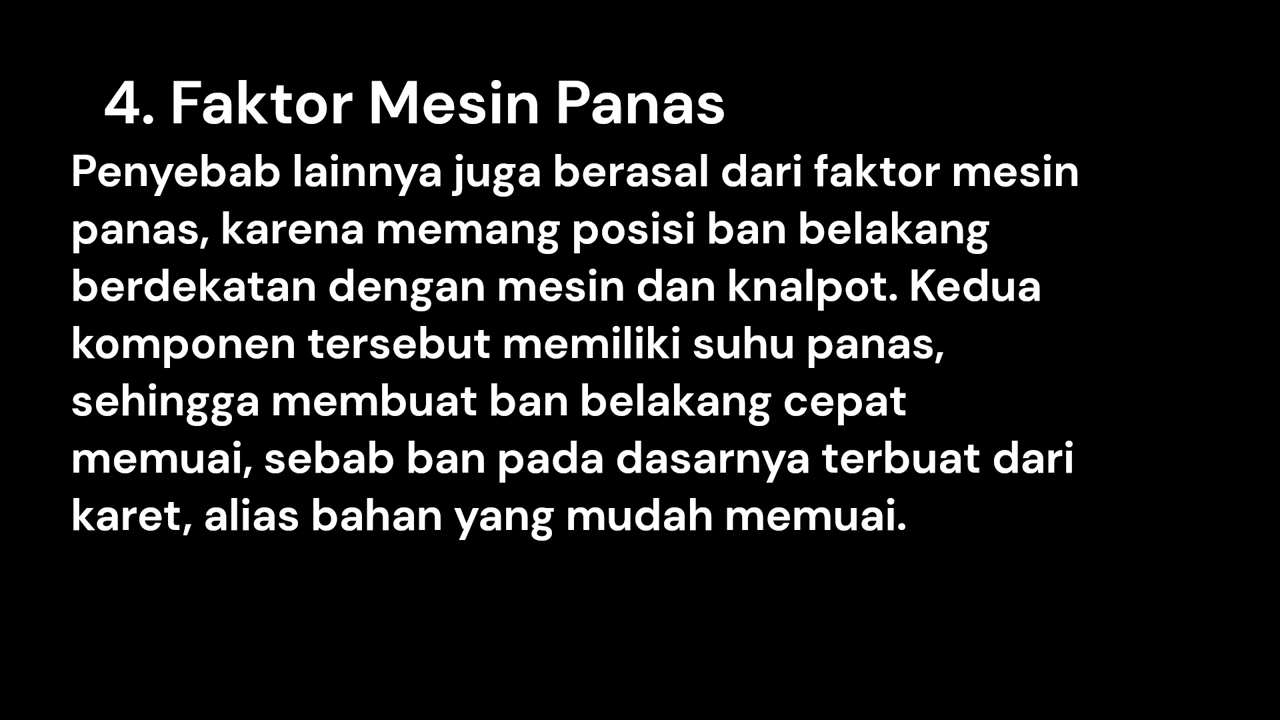 4. Faktor Mesin Panas
Penyebab lainnya juga berasal dari faktor mesin
panas, karena memang posisi ban belakang
berdekatan dengan mesin dan knalpot. Kedua
komponen tersebut memiliki suhu panas,
sehingga membuat ban belakang cepat
memuai, sebab ban pada dasarnya terbuat dari
karet, alias bahan yang mudah memuai.